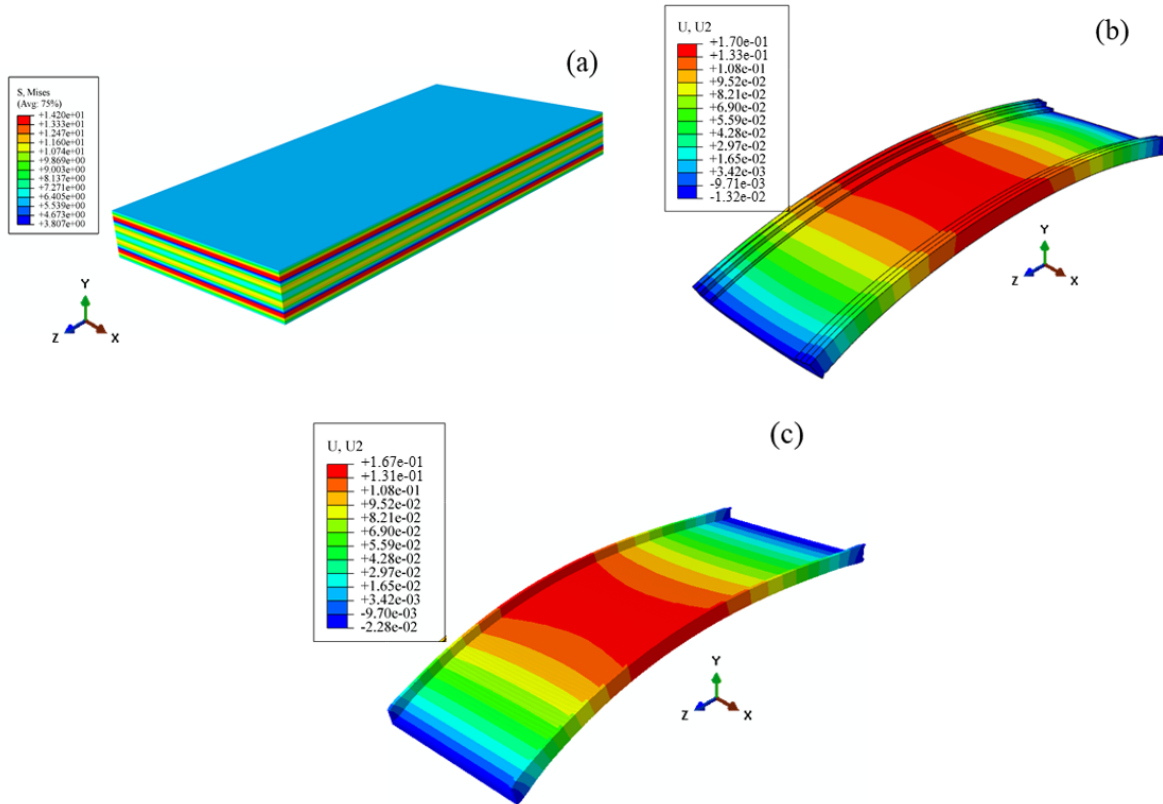 (a)
S, Mises
(Avg: 75%)
+1.420e+01
+1.333e+01
+1.247e+01
+1.160e+01
+1.074e+01
+9.869e+00
+9.003e+00
+8.137e+00
+7.271e+00
+6.405e+00
+5.539e+00
+4.673e+00
+3.807e+00
Y
Z
X
(b)
U, U2
+1.70e-01
+1.33e-01
+1.08e-01
+9.52e-02
+8.21e-02
+6.90e-02
+5.59e-02
+4.28e-02
+2.97e-02
+1.65e-02
+3.42e-03
-9.71e-03
-1.32e-02
Y
Z
X
(c)
U, U2
+1.67e-01
+1.31e-01
+1.08e-01
+9.52e-02
+8.21e-02
+6.90e-02
+5.59e-02
+4.28e-02
+2.97e-02
+1.65e-02
+3.42e-03
-9.70e-03
-2.28e-02
Y
Z
X